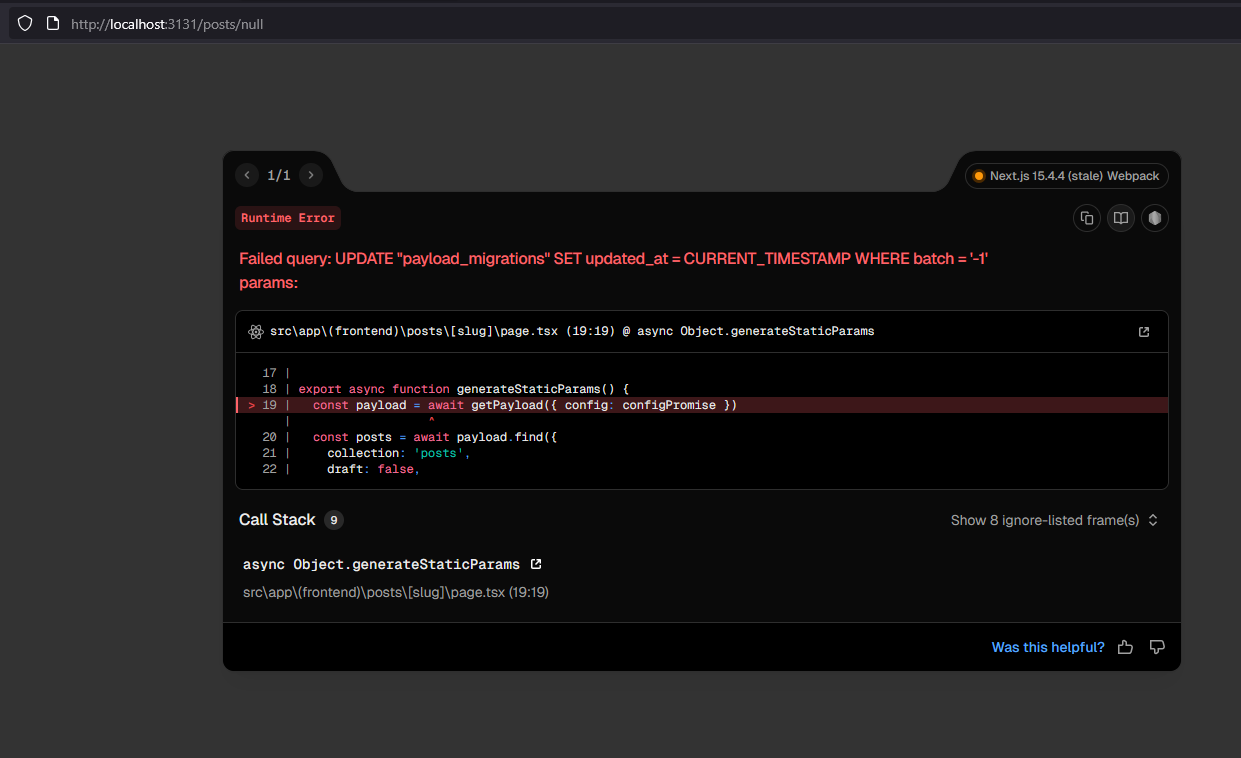 http://localhost:3131/posts/null
1/1
Next.js 15.4.4 (stale) Webpack
Runtime Error
Failed query: UPDATE "payload_migrations" SET updated_at = CURRENT_TIMESTAMP WHERE batch = '-1'
params:
src\app\(frontend)\posts\[slug]\page.tsx (19:19) @ async Object.generateStaticParams
17 |
18 | export async function generateStaticParams() {
> 19 |   const payload = await getPayload({ config: configPromise })
|                   ^
20 |   const posts = await payload.find({
21 |     collection: 'posts',
22 |     draft: false,
Call Stack 9
Show 8 ignore-listed frame(s)
async Object.generateStaticParams
src\app\(frontend)\posts\[slug]\page.tsx (19:19)
Was this helpful?